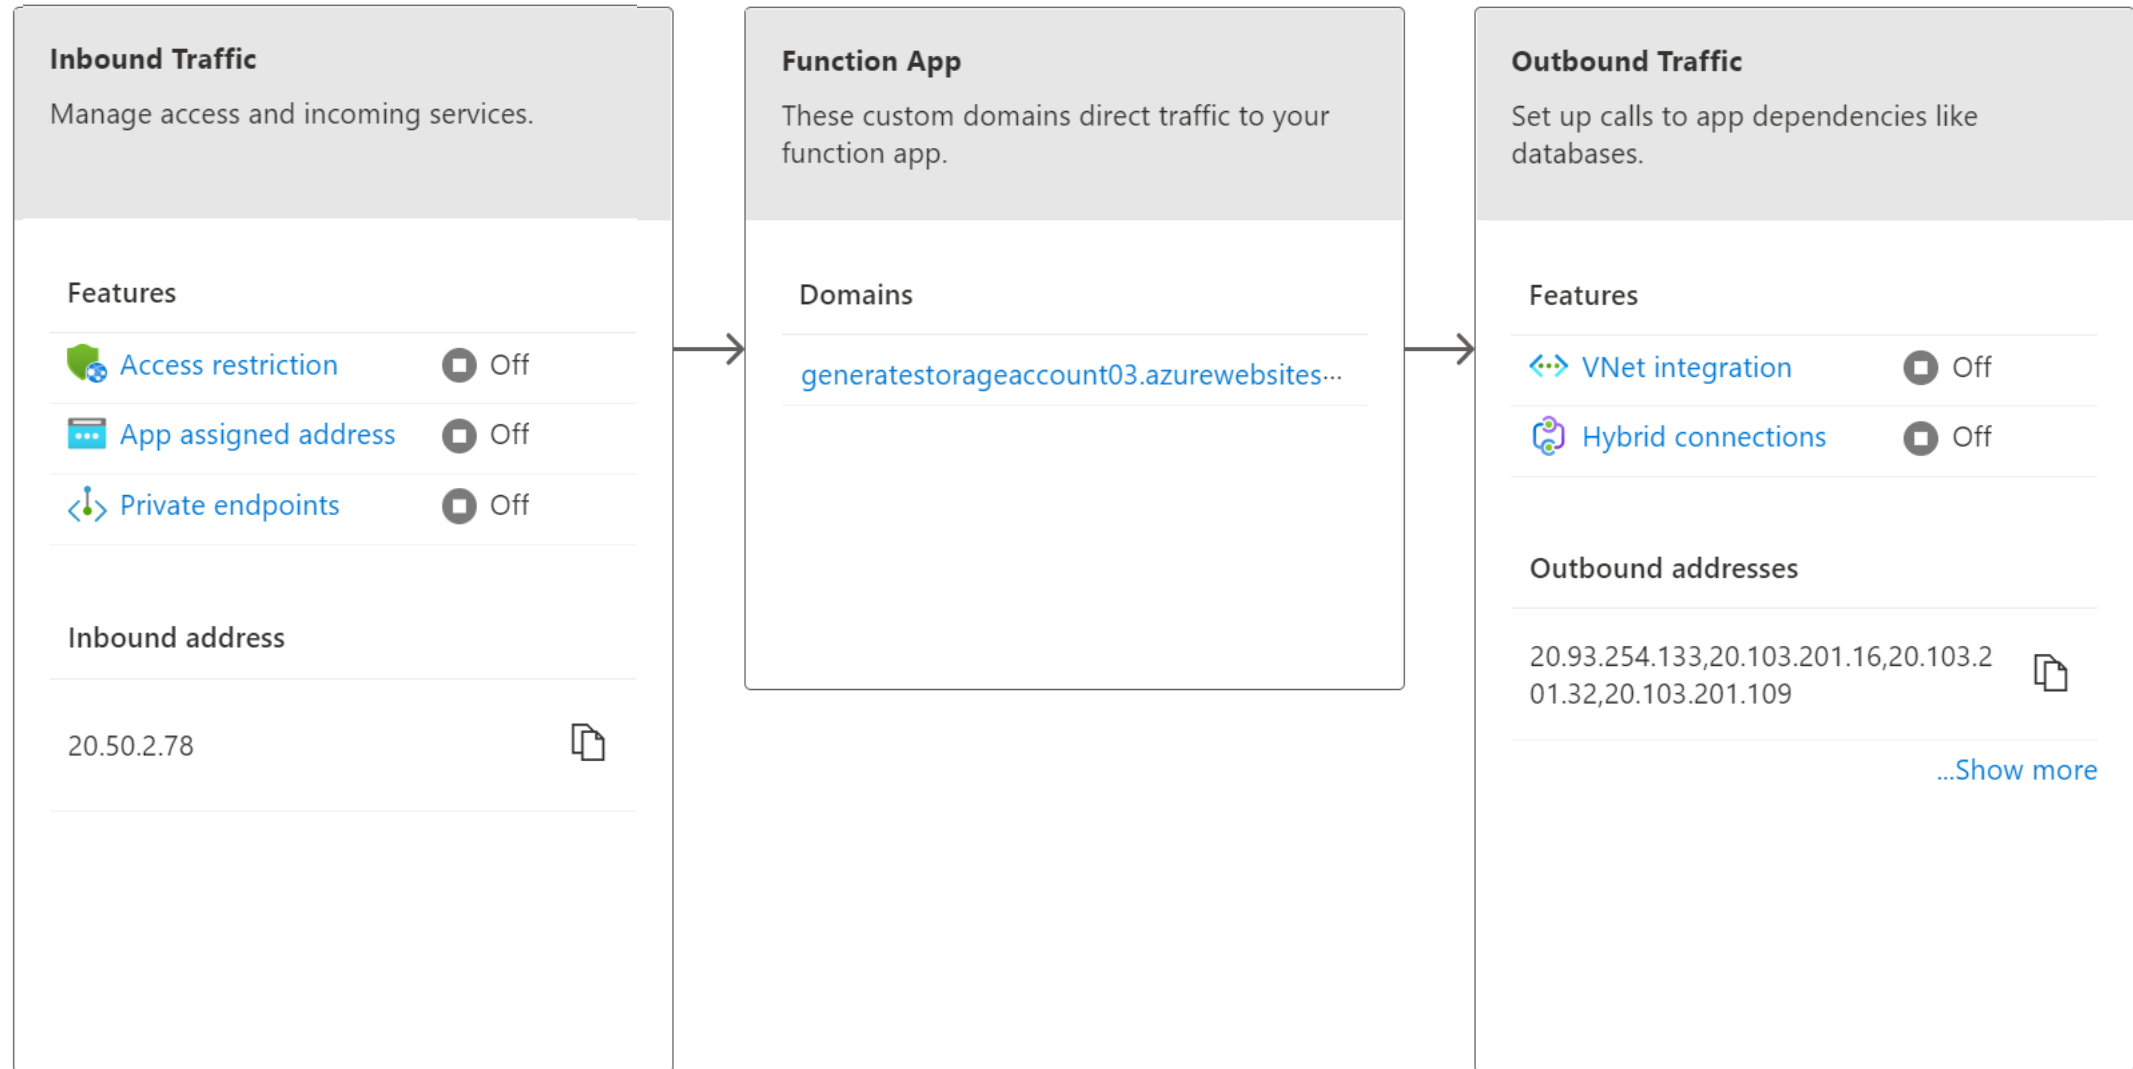 Inbound Traffic
Manage access and incoming services.
Features
Access restriction Off
App assigned address Off
Private endpoints Off
Inbound address
20.50.2.78
Function App
These custom domains direct traffic to your
function app.
Domains
generatestorageaccount03.azurewebsites...
Outbound Traffic
Set up calls to app dependencies like
databases.
Features
VNet integration Off
Hybrid connections Off
Outbound addresses
20.93.254.133,20.103.201.16,20.103.2
01.32,20.103.201.109
...Show more